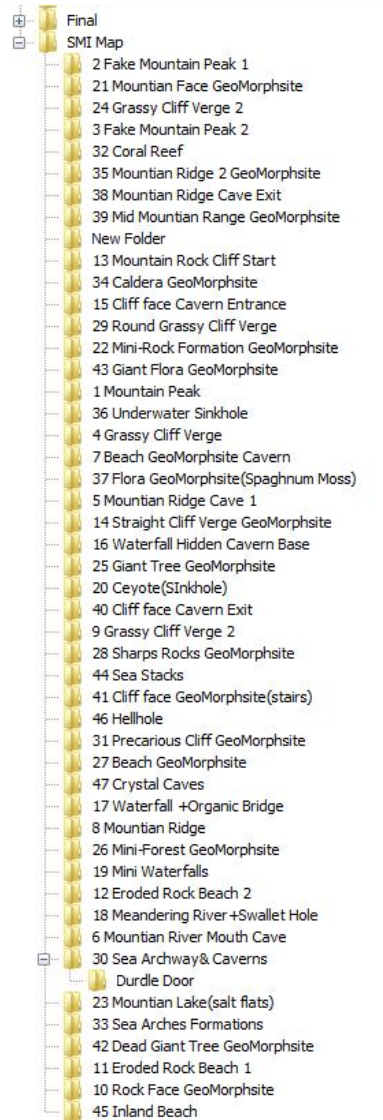 Final
SMI Map
2 Fake Mountain Peak 1
21 Mountian Face GeoMorphsite
24 Grassy Cliff Verge 2
3 Fake Mountain Peak 2
32 Coral Reef
35 Mountian Ridge 2 GeoMorphsite
38 Mountian Ridge Cave Exit
39 Mid Mountian Range GeoMorphsite
New Folder
13 Mountain Rock Cliff Start
34 Caldera GeoMorphsite
15 Cliff face Cavern Entrance
29 Round Grassy Cliff Verge
22 Mini-Rock Formation GeoMorphsite
43 Giant Flora GeoMorphsite
1 Mountain Peak
36 Underwater Sinkhole
4 Grassy Cliff Verge
7 Beach GeoMorphsite Cavern
37 Flora GeoMorphsite(Spaghnum Moss)
5 Mountian Ridge Cave 1
14 Straight Cliff Verge GeoMorphsite
16 Waterfall Hidden Cavern Base
25 Giant Tree GeoMorphsite
20 Ceyote(SInkhole)
40 Cliff face Cavern Exit
9 Grassy Cliff Verge 2
28 Sharps Rocks GeoMorphsite
44 Sea Stacks
41 Cliff face GeoMorphsite(stairs)
46 Hellhole
31 Precarious Cliff GeoMorphsite
27 Beach GeoMorphsite
47 Crystal Caves
17 Waterfall +Organic Bridge
8 Mountian Ridge
26 Mini-Forest GeoMorphsite
19 Mini Waterfalls
12 Eroded Rock Beach 2
18 Meandering River+Swallet Hole
6 Mountian River Mouth Cave
30 Sea Archway& Caverns
Durdle Door
23 Mountian Lake(salt flats)
33 Sea Arches Formations
42 Dead Giant Tree GeoMorphsite
11 Eroded Rock Beach 1
10 Rock Face GeoMorphsite
45 Inland Beach